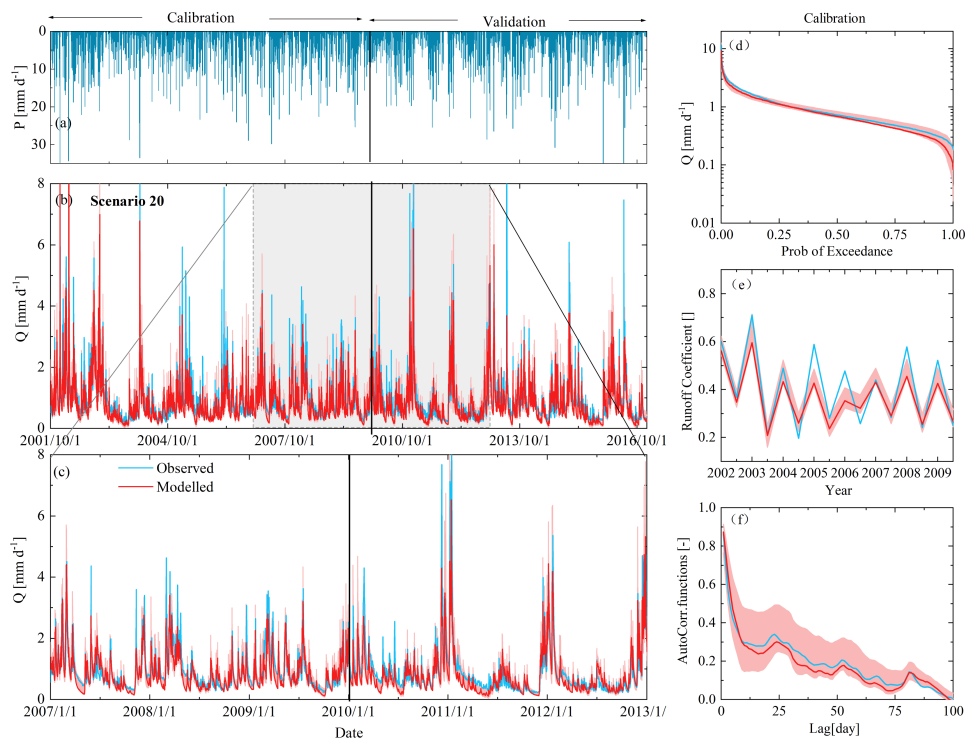 Calibration
Validation
0
10
20
30
P [mm d⁻¹]
(a)
8
6
4
2
0
Q [mm d⁻¹]
(b)
Scenario 20
2001/10/1
2004/01/1
2007/10/1
2010/10/1
2013/10/1
2016/10/1
8
6
4
2
0
Q [mm d⁻¹]
(c)
Observed
Modelled
2007/1/1
2008/1/1
2009/1/1
2010/1/1
2011/1/1
2012/1/1
2013/1/
Date
Calibration
(d)
10
1
0.1
0.01
Q [mm d⁻¹]
0.00
0.25
0.50
0.75
1.00
Prob of Exceedance
(e)
0.8
0.6
0.4
0.2
Runoff Coefficient []
2002
2003
2004
2005
2006
2007
2008
2009
Year
(f)
1.0
0.8
0.6
0.4
0.2
0.0
AutoCorr.functions [-]
0
25
50
75
100
Lag[day]